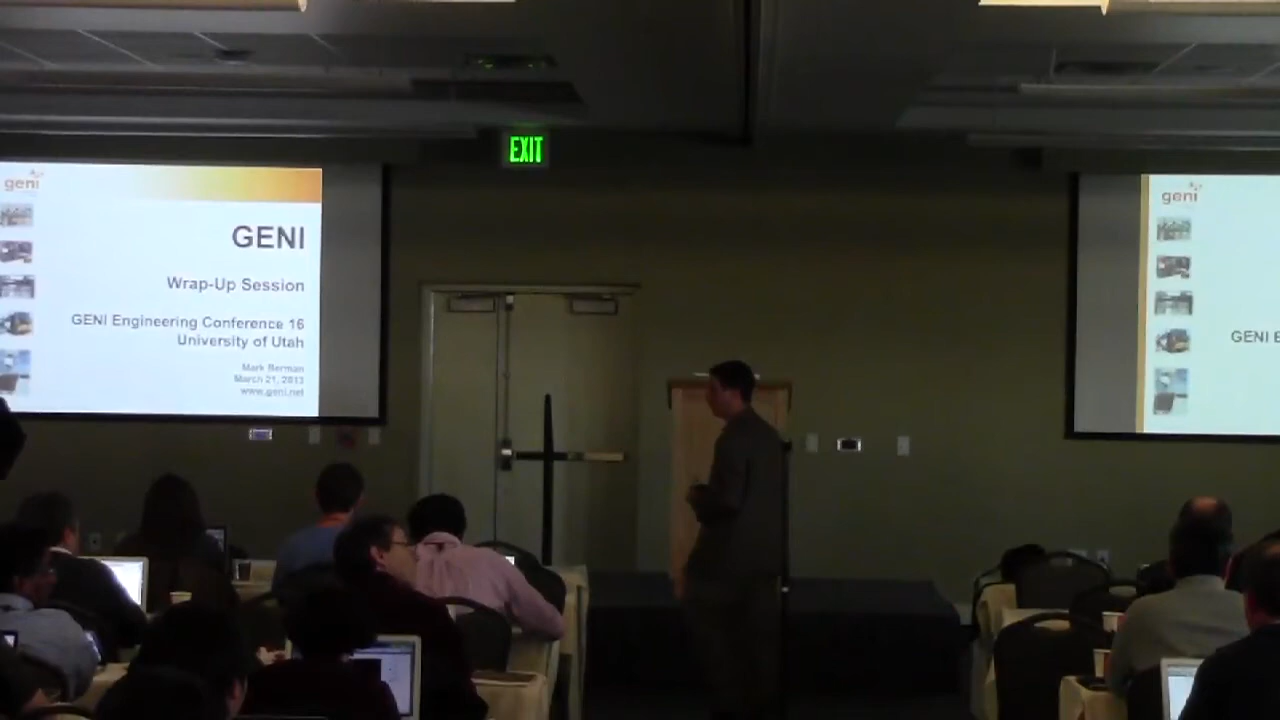 EXIT
geni
GENI
Wrap-Up Session
GENI Engineering Conference 16
University of Utah
Mark Berman
March 21, 2013
www.geni.net
geni
GENI E